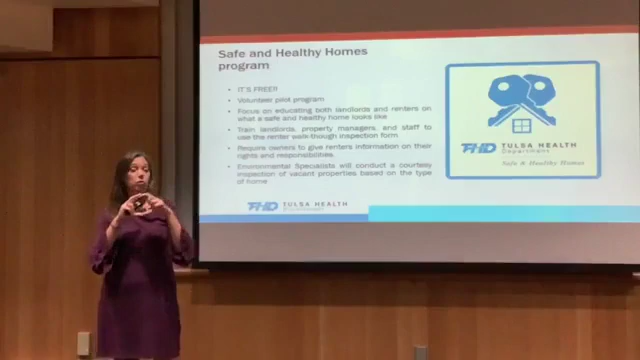 Safe and Healthy Homes
program
• IT'S FREE!!
• Volunteer pilot program
• Focus on educating both landlords and renters on
what a safe and healthy home looks like
• Train landlords, property managers, and staff to
use the renter walk though inspection form
• Require owners to give renters information on their
rights and responsibilities.
• Environmental Specialists will conduct a courtesy
inspection of vacant properties based on the type
of home
THD TULSA HEALTH
Department
Safe & Healthy Homes
THD TULSA HEALTH